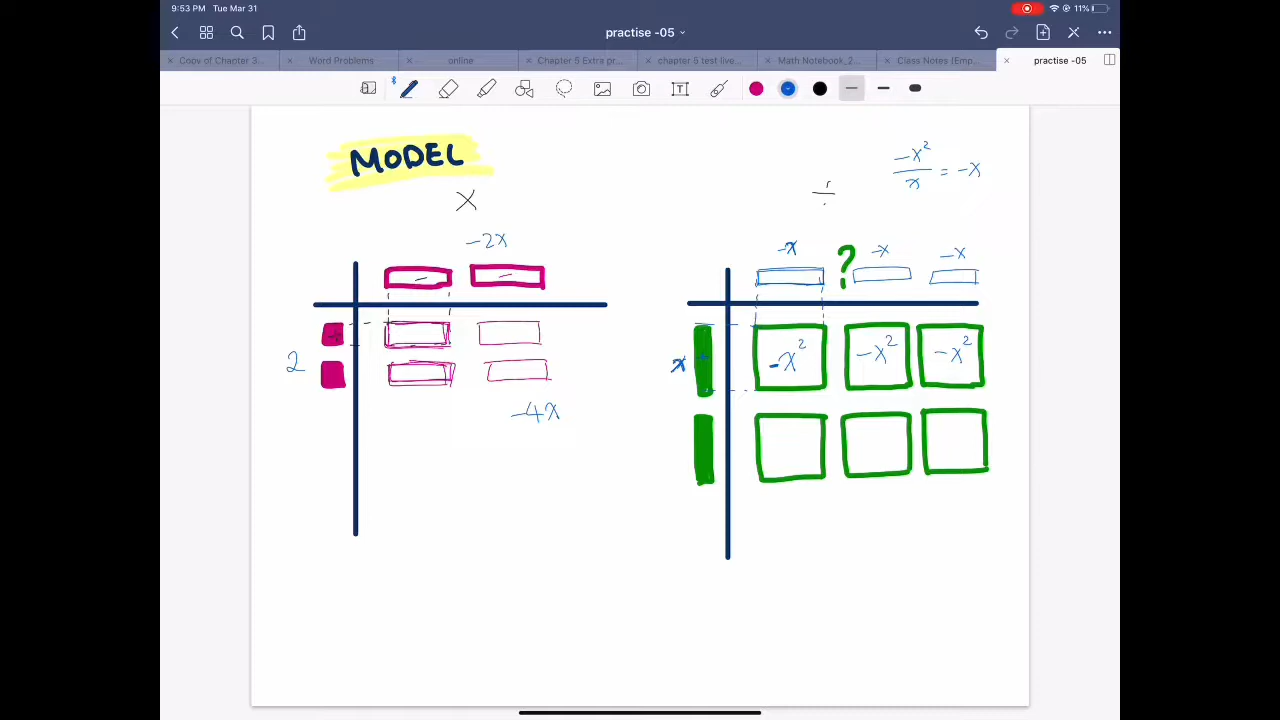 9:53 PM Tue Mar 31
11%
practise -05
Copy of Chapter 3...
Word Problems
online
Chapter 5 Extra pr...
chapter 5 test live...
Math Notebook_2...
Class Notes (Emp...
practise -05
MODEL
×
÷
-x²/x = -x
-2x
-x
?
-x
-x
- -
+
2
x
+
-x²
-x²
-x²
-4x